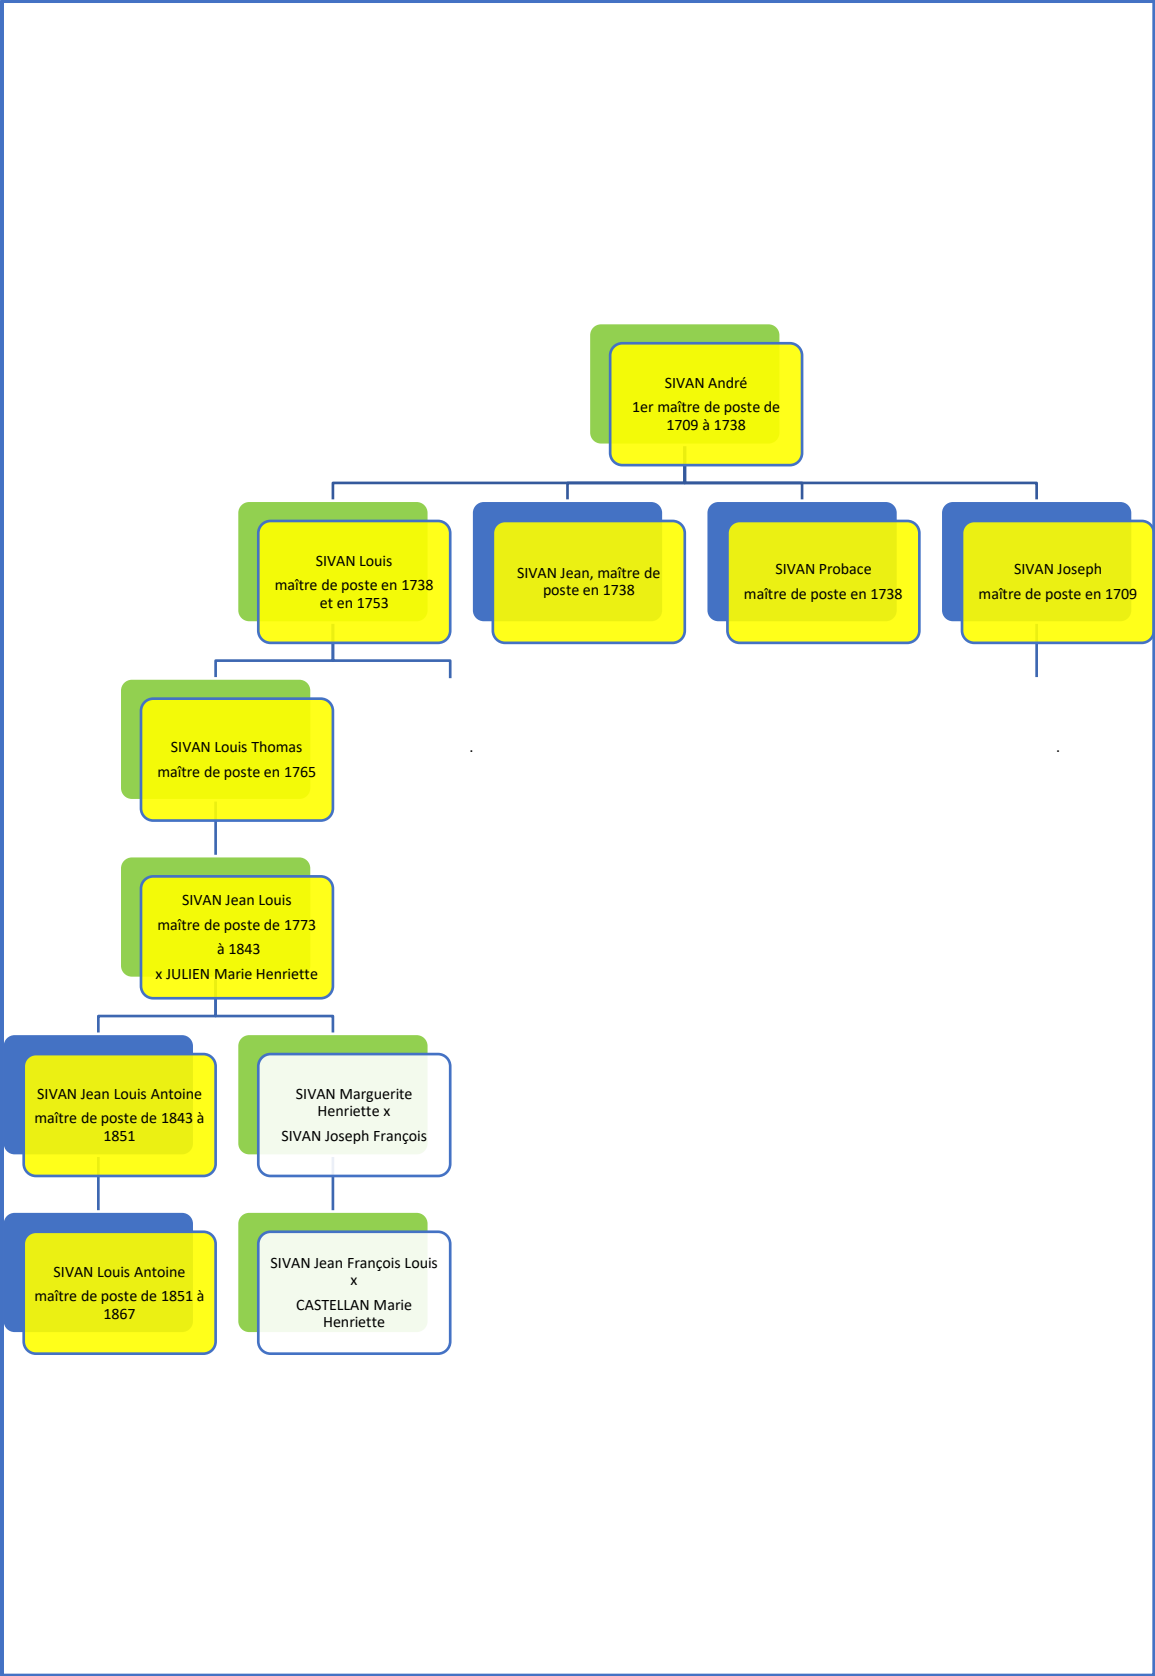 SIVAN André
1er maître de poste de
1709 à 1738
SIVAN Louis
maître de poste en 1738
et en 1753
SIVAN Jean, maître de
poste en 1738
SIVAN Probace
maître de poste en 1738
SIVAN Joseph
maître de poste en 1709
SIVAN Louis Thomas
maître de poste en 1765
.
.
SIVAN Jean Louis
maître de poste de 1773
à 1843
x JULIEN Marie Henriette
SIVAN Jean Louis Antoine
maître de poste de 1843 à
1851
SIVAN Marguerite
Henriette x
SIVAN Joseph François
SIVAN Louis Antoine
maître de poste de 1851 à
1867
SIVAN Jean François Louis
x
CASTELLAN Marie
Henriette